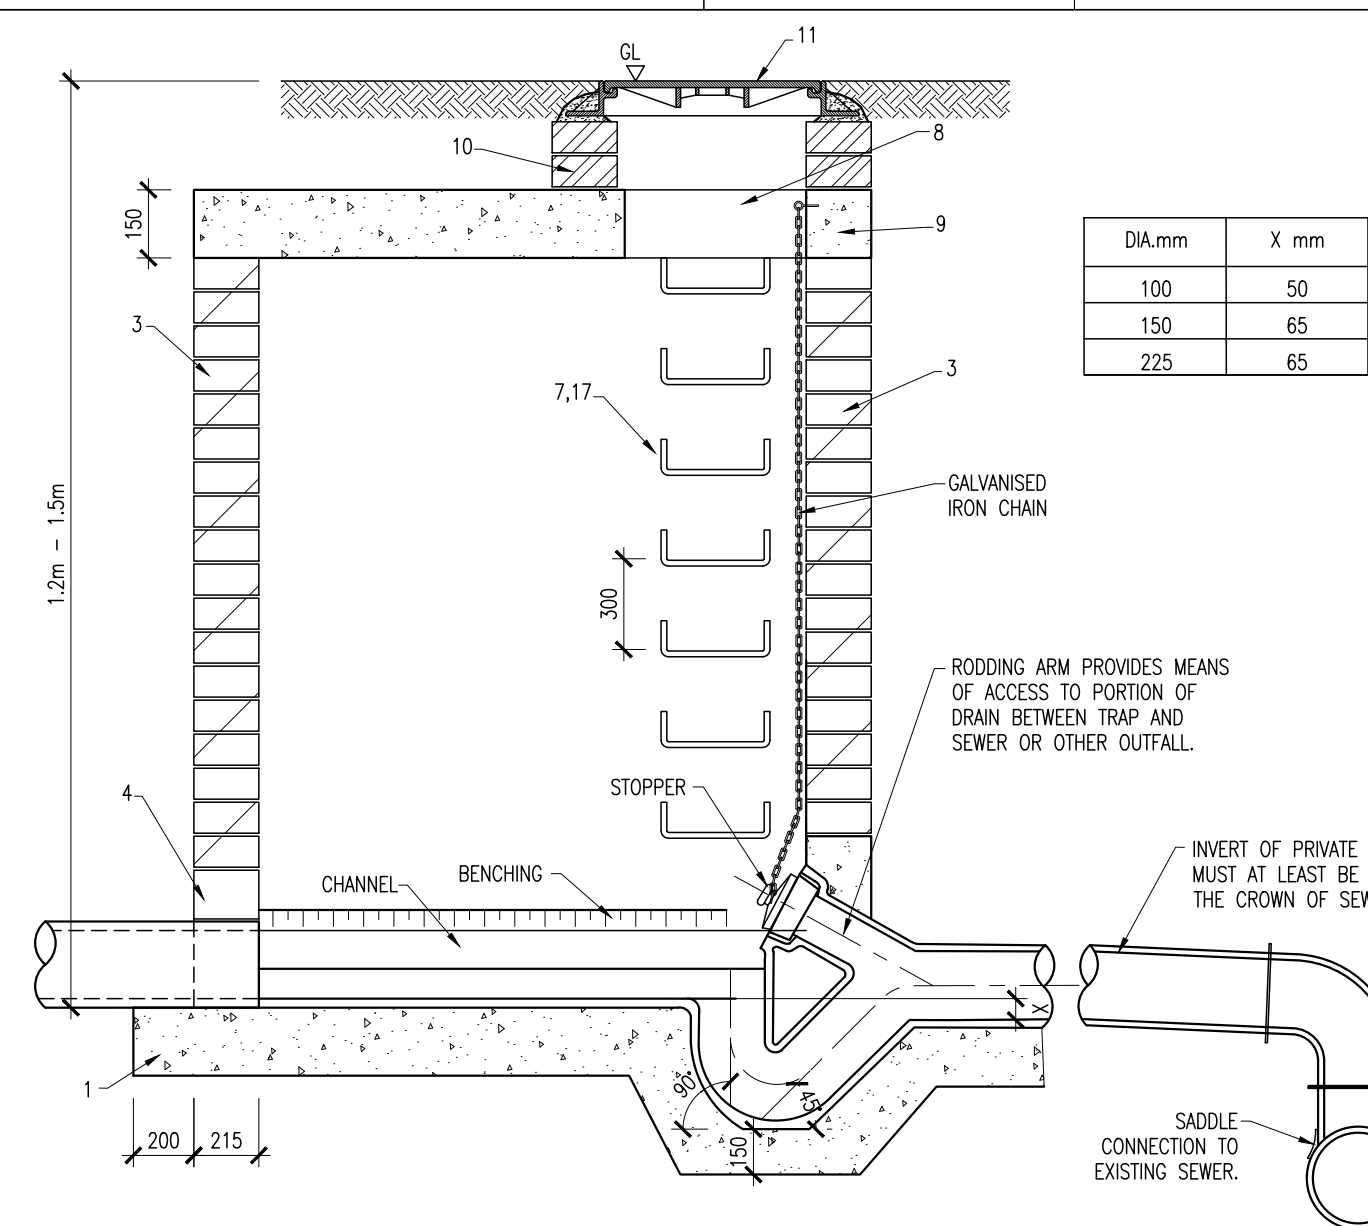 GL
11
10
8
150
9
DIA.mm
X mm
100
50
150
65
225
65
3
7,17
3
1.2m - 1.5m
GALVANISED
IRON CHAIN
300
RODDING ARM PROVIDES MEANS
OF ACCESS TO PORTION OF
DRAIN BETWEEN TRAP AND
SEWER OR OTHER OUTFALL.
STOPPER
4
CHANNEL
BENCHING
INVERT OF PRIVATE
MUST AT LEAST BE
THE CROWN OF
X
1
90°
45°
200
215
150
SADDLE
CONNECTION TO
EXISTING SEWER.